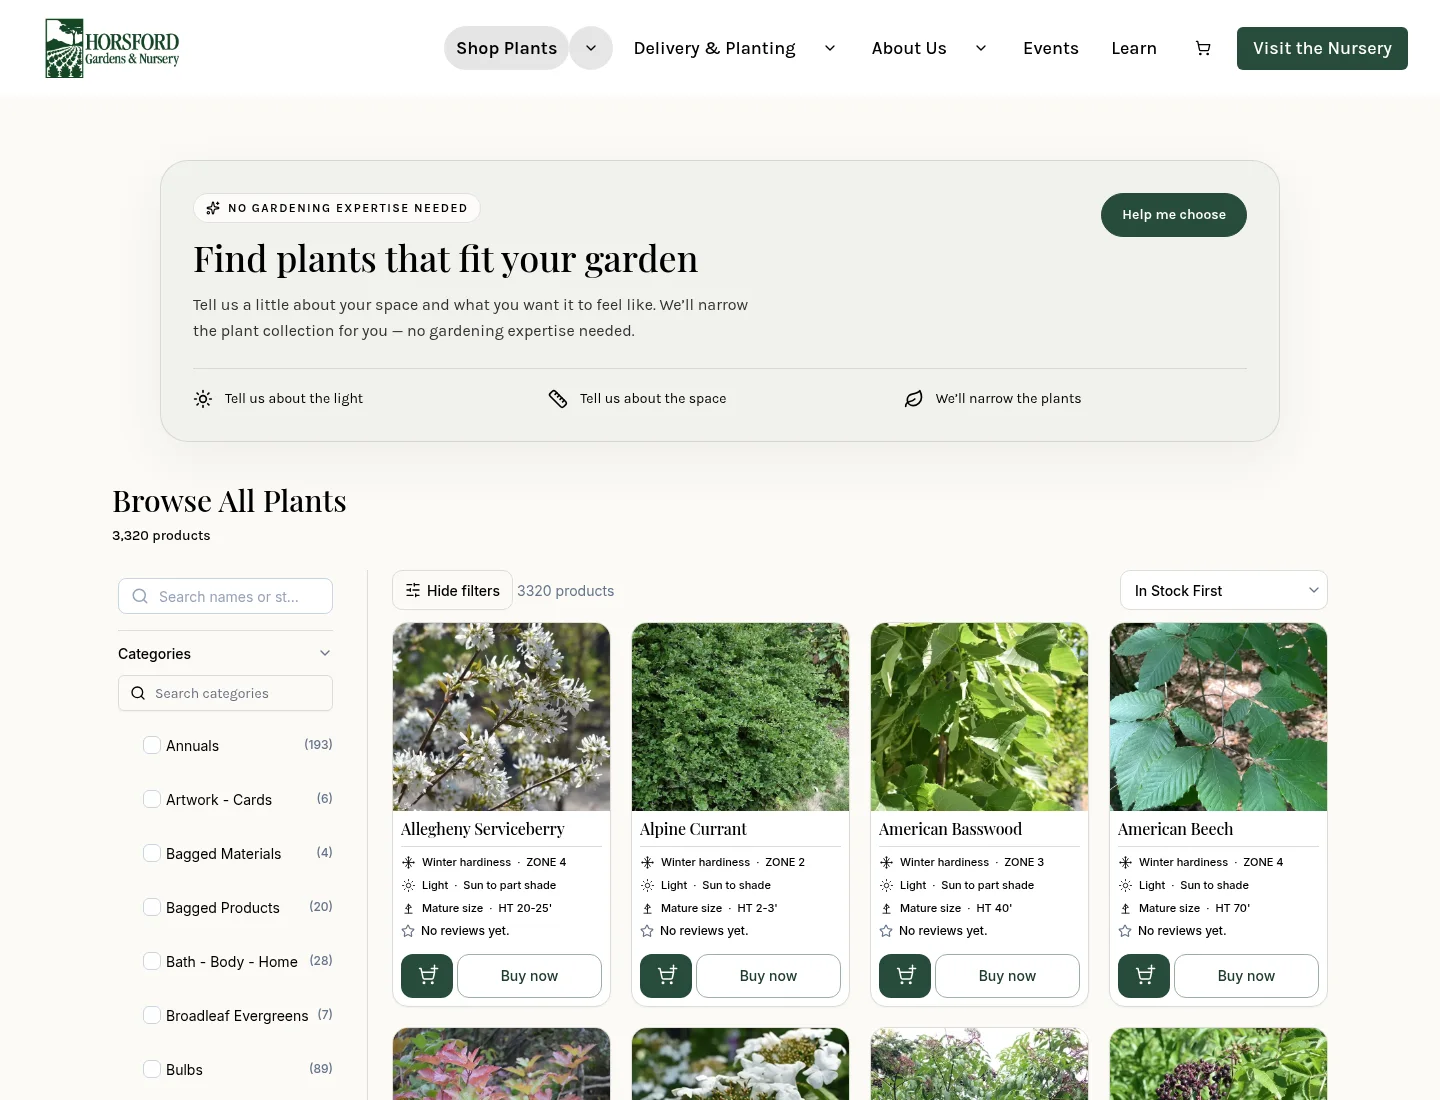 HORSFORD
Gardens & Nursery
Shop Plants
Delivery & Planting
About Us
Events
Learn
Visit the Nursery
NO GARDENING EXPERTISE NEEDED
Help me choose
Find plants that fit your garden
Tell us a little about your space and what you want it to feel like. We’ll narrow
the plant collection for you — no gardening expertise needed.
Tell us about the light
Tell us about the space
We’ll narrow the plants
Browse All Plants
3,320 products
Search names or st...
Categories
Search categories
Annuals (193)
Artwork - Cards (6)
Bagged Materials (4)
Bagged Products (20)
Bath - Body - Home (28)
Broadleaf Evergreens (7)
Bulbs (89)
Hide filters
3320 products
In Stock First
Allegheny Serviceberry
Winter hardiness · ZONE 4
Light · Sun to part shade
Mature size · HT 20-25'
No reviews yet.
Buy now
Alpine Currant
Winter hardiness · ZONE 2
Light · Sun to shade
Mature size · HT 2-3'
No reviews yet.
Buy now
American Basswood
Winter hardiness · ZONE 3
Light · Sun to part shade
Mature size · HT 40'
No reviews yet.
Buy now
American Beech
Winter hardiness · ZONE 4
Light · Sun to shade
Mature size · HT 70'
No reviews yet.
Buy now